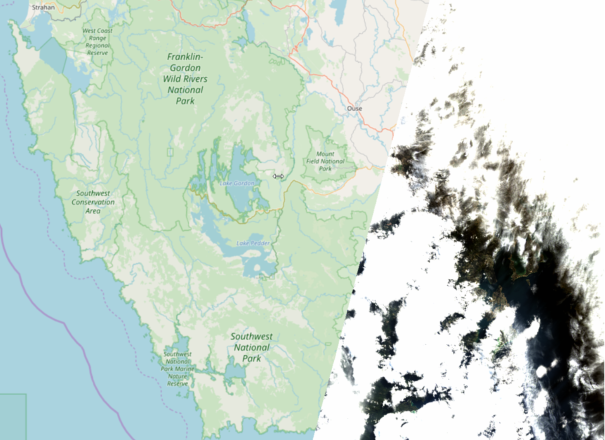 Strahan
West Coast
Range
Regional
Reserve
Franklin-
Gordon
Wild Rivers
National
Park
Ouse
Mount
Field National
Park
Lake Gordon
Southwest
Conservation
Area
Lake Pedder
Southwest
National
Park
Southwest
National
Park Marine
Nature
Reserve